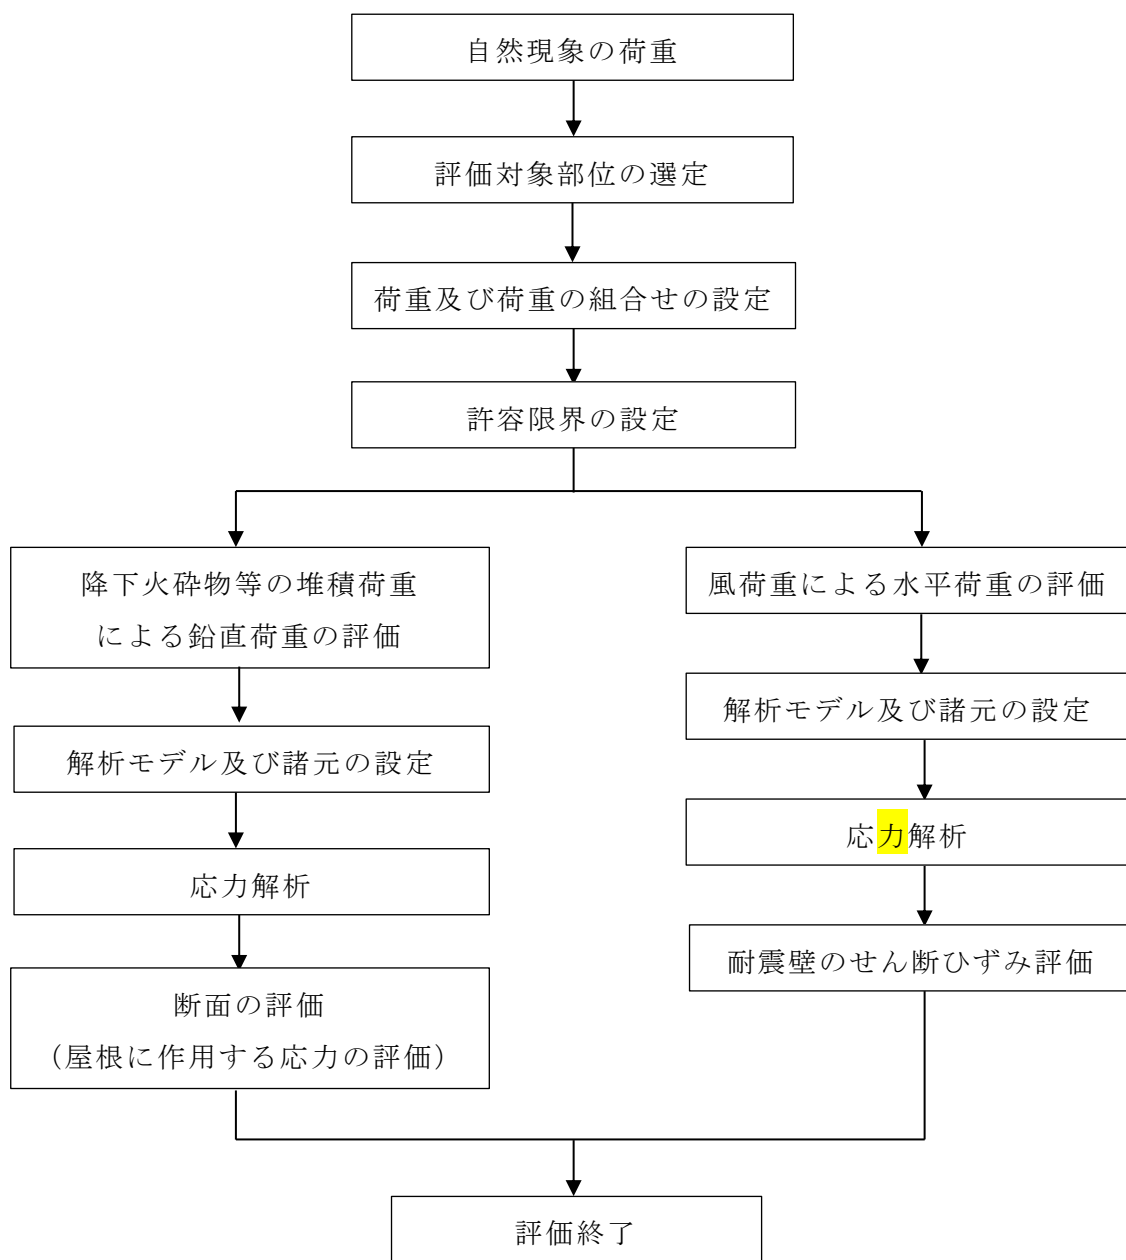 自然現象の荷重
評価対象部位の選定
荷重及び荷重の組合せの設定
許容限界の設定
降下火砕物等の堆積荷重
による鉛直荷重の評価
解析モデル及び諸元の設定
応力解析
断面の評価
（屋根に作用する応力の評価）
風荷重による水平荷重の評価
解析モデル及び諸元の設定
応力解析
耐震壁のせん断ひずみ評価
評価終了